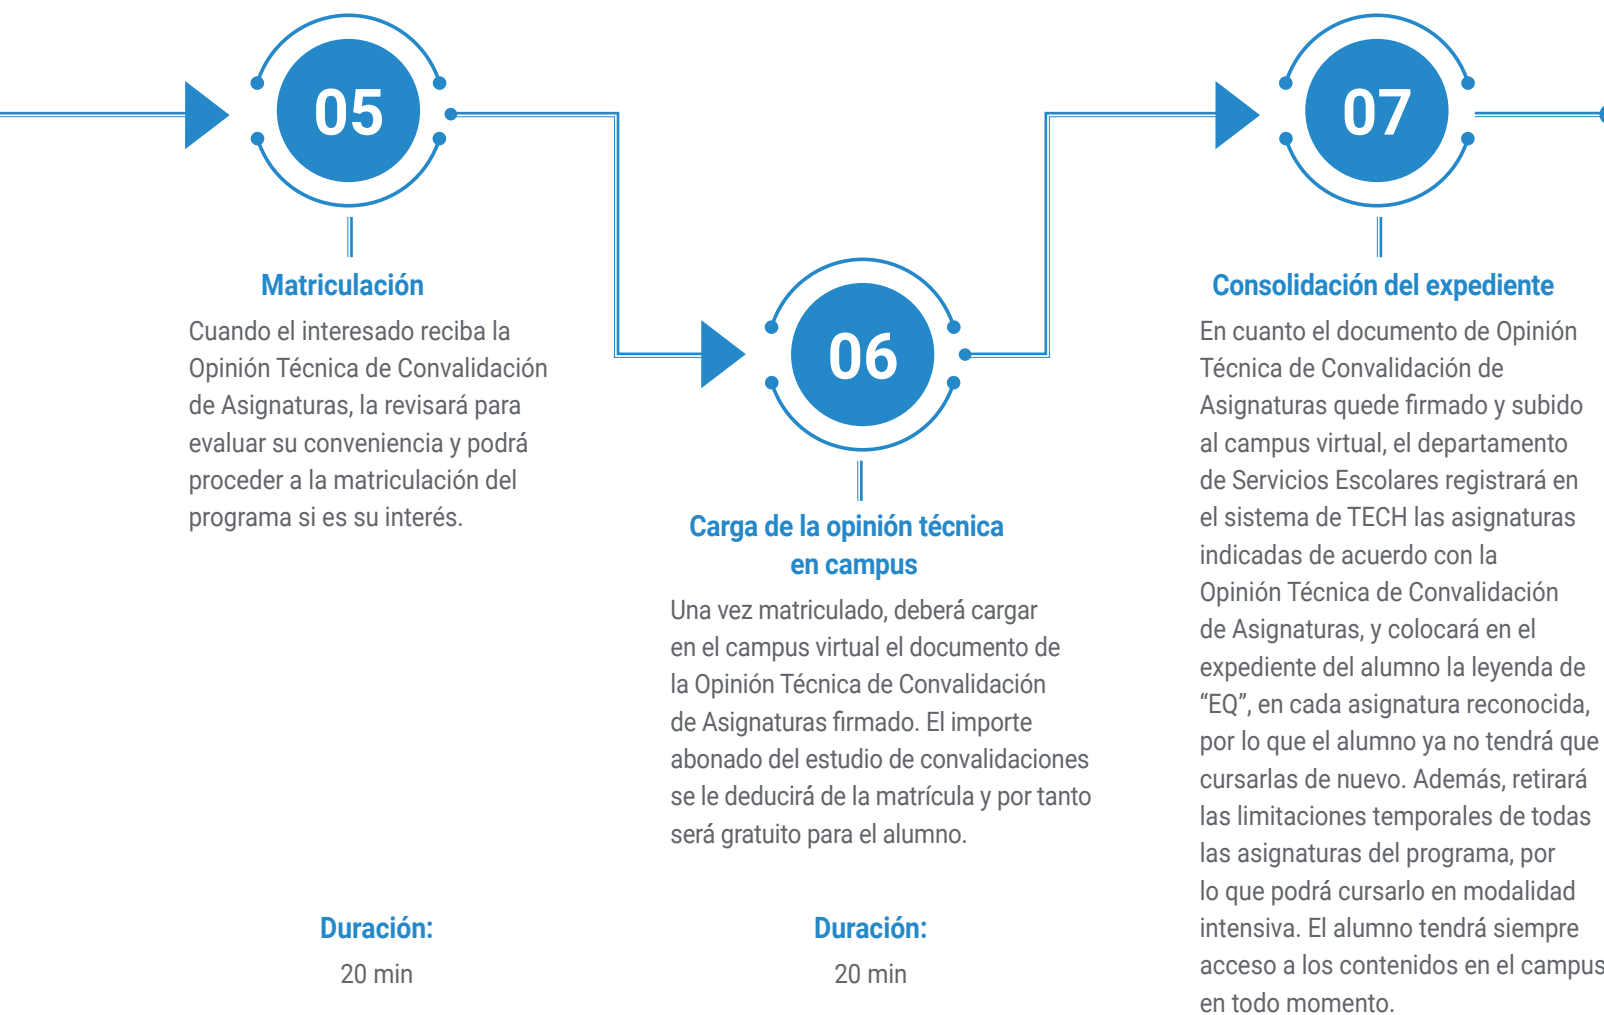 05
Matriculación
Cuando el interesado reciba la
Opinión Técnica de Convalidación
de Asignaturas, la revisará para
evaluar su conveniencia y podrá
proceder a la matriculación del
programa si es su interés.
Duración:
20 min
06
Carga de la opinión técnica
en campus
Una vez matriculado, deberá cargar
en el campus virtual el documento de
la Opinión Técnica de Convalidación
de Asignaturas firmado. El importe
abonado del estudio de convalidaciones
se le deducirá de la matrícula y por tanto
será gratuito para el alumno.
Duración:
20 min
07
Consolidación del expediente
En cuanto el documento de Opinión
Técnica de Convalidación de
Asignaturas quede firmado y subido
al campus virtual, el departamento
de Servicios Escolares registrará en
el sistema de TECH las asignaturas
indicadas de acuerdo con la
Opinión Técnica de Convalidación
de Asignaturas, y colocará en el
expediente del alumno la leyenda de
“EQ”, en cada asignatura reconocida,
por lo que el alumno ya no tendrá que
cursarlas de nuevo. Además, retirará
las limitaciones temporales de todas
las asignaturas del programa, por
lo que podrá cursarlo en modalidad
intensiva. El alumno tendrá siempre
acceso a los contenidos en el campus
en todo momento.